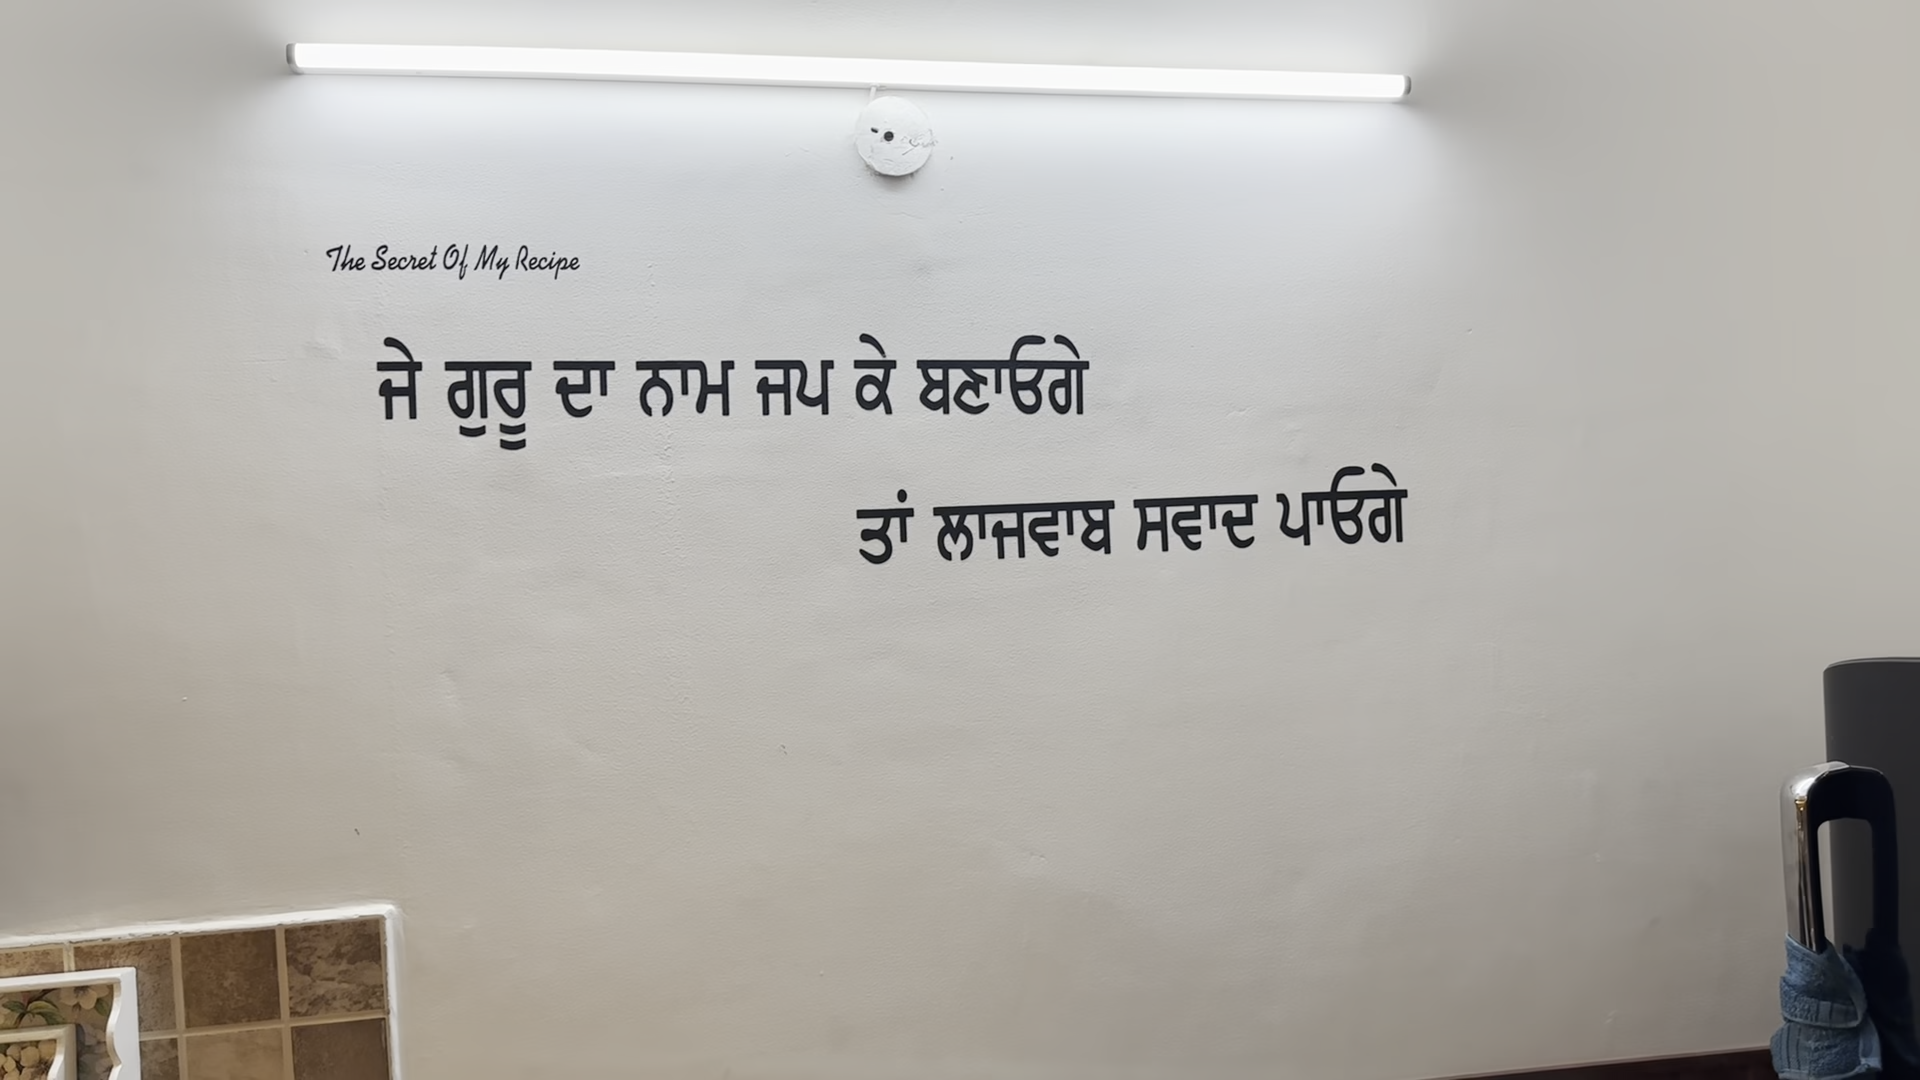 The Secret Of My Recipe
ਜੇ ਗੁਰੂ ਦਾ ਨਾਮ ਜਪ ਕੇ ਬਣਾਓਗੇ
ਤਾਂ ਲਾਜਵਾਬ ਸਵਾਦ ਪਾਓਗੇ